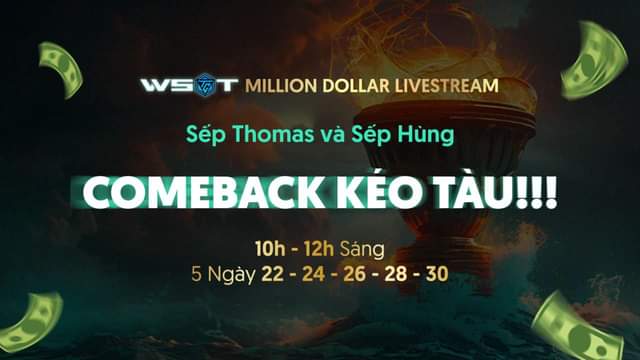 WSOT MILLION DOLLAR LIVESTREAM
Sếp Thomas và Sếp Hùng
COMEBACK KÉO TÀU!!!
10h - 12h Sáng
5 Ngày 22 - 24 - 26 - 28 - 30